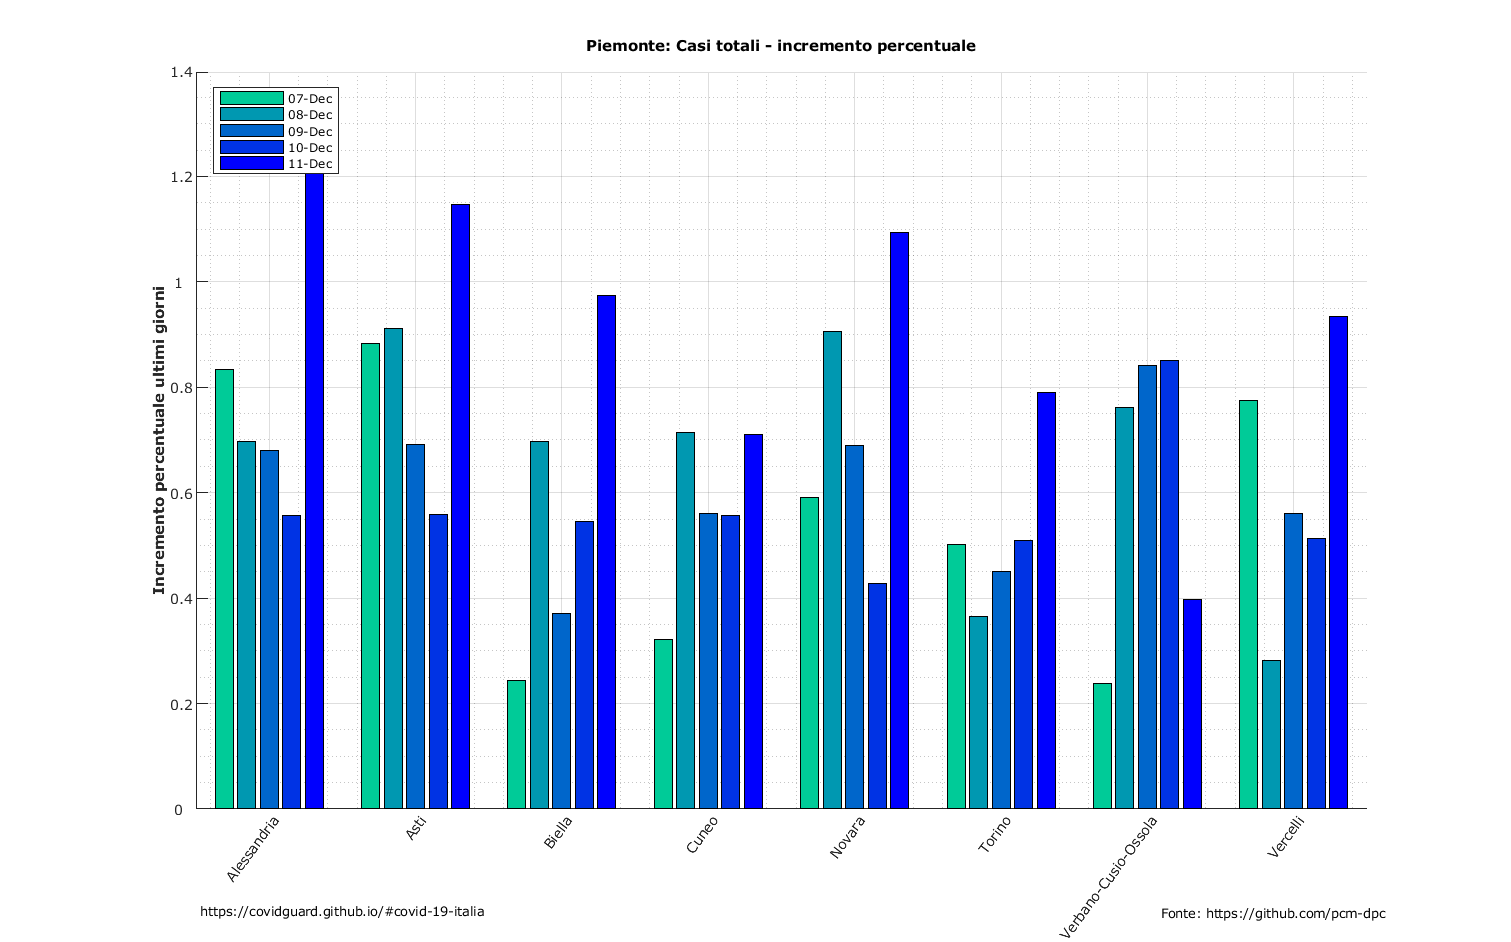 Piemonte: Casi totali - incremento percentuale
1.4
1.2
1
0.8
0.6
0.4
0.2
0
Incremento percentuale ultimi giorni
07-Dec
08-Dec
09-Dec
10-Dec
11-Dec
Alessandria
Asti
Biella
Cuneo
Novara
Torino
Verbano-Cusio-Ossola
Vercelli
https://covidguard.github.io/#covid-19-italia
Fonte: https://github.com/pcm-dpc